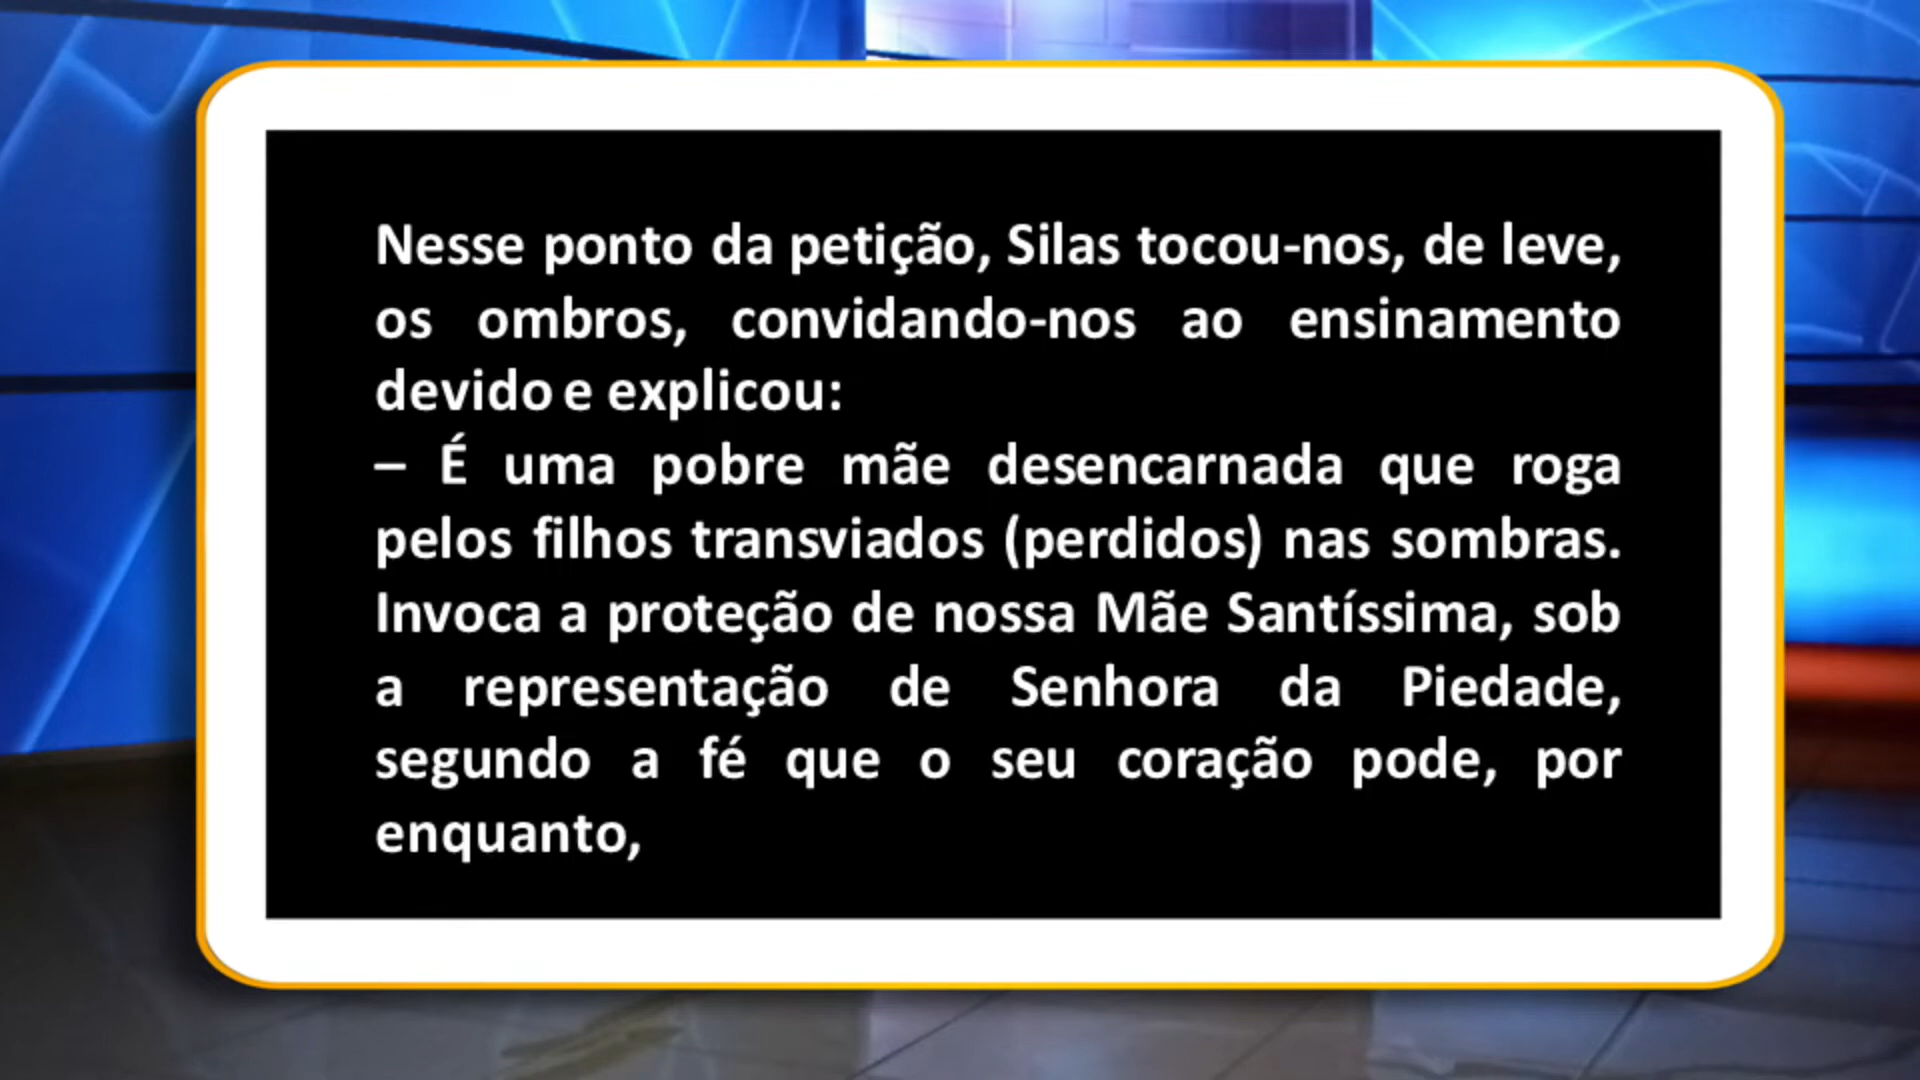 Nesse ponto da petição, Silas tocou-nos, de leve,
os ombros, convidando-nos ao ensinamento
devido e explicou:
– É uma pobre mãe desencarnada que roga
pelos filhos transviados (perdidos) nas sombras.
Invoca a proteção de nossa Mãe Santíssima, sob
a representação de Senhora da Piedade,
segundo a fé que o seu coração pode, por
enquanto,